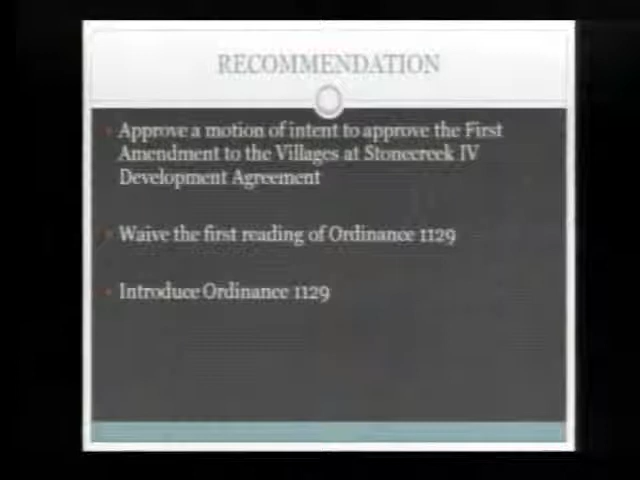 RECOMMENDATION
Approve a motion of intent to approve the First
Amendment to the Villages at Stonecreek IV
Development Agreement
Waive the first reading of Ordinance 1129
Introduce Ordinance 1129